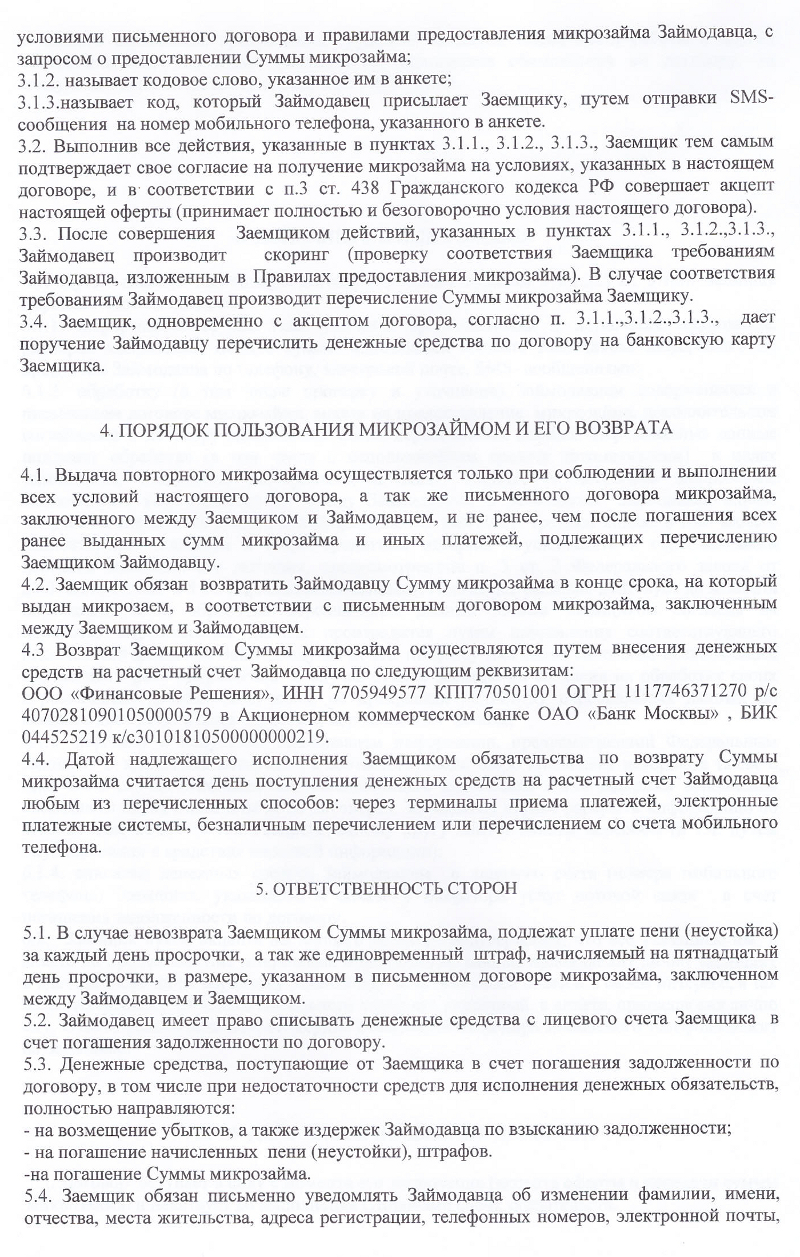 условиями письменного договора и правилами предоставления микрозайма Займодавца, с
запросом о предоставлении Суммы микрозайма;
3.1.2. называет кодовое слово, указанное им в анкете;
3.1.3.называет код, который Займодавец присылает Заемщику, путем отправки SMS-
сообщения на номер мобильного телефона, указанного в анкете.
3.2. Выполнив все действия, указанные в пунктах 3.1.1., 3.1.2., 3.1.3., Заемщик тем самым
подтверждает свое согласие на получение микрозайма на условиях, указанных в настоящем
договоре, и в соответствии с п.3 ст. 438 Гражданского кодекса РФ совершает акцепт
настоящей оферты (принимает полностью и безоговорочно условия настоящего договора).
3.3. После совершения Заемщиком действий, указанных в пунктах 3.1.1., 3.1.2.,3.1.3.,
Займодавец производит скоринг (проверку соответствия Заемщика требованиям
Займодавца, изложенным в Правилах предоставления микрозайма). В случае соответствия
требованиям Займодавец производит перечисление Суммы микрозайма Заемщику.
3.4. Заемщик, одновременно с акцептом договора, согласно п. 3.1.1.,3.1.2.,3.1.3., дает
поручение Займодавцу перечислить денежные средства по договору на банковскую карту
Заемщика.
4. ПОРЯДОК ПОЛЬЗОВАНИЯ МИКРОЗАЙМОМ И ЕГО ВОЗВРАТА
4.1. Выдача повторного микрозайма осуществляется только при соблюдении и выполнении
всех условий настоящего договора, а так же письменного договора микрозайма,
заключенного между Заемщиком и Займодавцем, и не ранее, чем после погашения всех
ранее выданных сумм микрозайма и иных платежей, подлежащих перечислению
Заемщиком Займодавцу.
4.2. Заемщик обязан возвратить Займодавцу Сумму микрозайма в конце срока, на который
выдан микрозаем, в соответствии с письменным договором микрозайма, заключенным
между Заемщиком и Займодавцем.
4.3 Возврат Заемщиком Суммы микрозайма осуществляются путем внесения денежных
средств на расчетный счет Займодавца по следующим реквизитам:
ООО «Финансовые Решения», ИНН 7705949577 КПП770501001 ОГРН 1117746371270 р/с
40702810901050000579 в Акционерном коммерческом банке ОАО «Банк Москвы» , БИК
044525219 к/с30101810500000000219.
4.4. Датой надлежащего исполнения Заемщиком обязательства по возврату Суммы
микрозайма считается день поступления денежных средств на расчетный счет Займодавца
любым из перечисленных способов: через терминалы приема платежей, электронные
платежные системы, безналичным перечислением или перечислением со счета мобильного
телефона.
5. ОТВЕТСТВЕННОСТЬ СТОРОН
5.1. В случае невозврата Заемщиком Суммы микрозайма, подлежат уплате пени (неустойка)
за каждый день просрочки, а так же единовременный штраф, начисляемый на пятнадцатый
день просрочки, в размере, указанном в письменном договоре микрозайма, заключенном
между Займодавцем и Заемщиком.
5.2. Займодавец имеет право списывать денежные средства с лицевого счета Заемщика в
счет погашения задолженности по договору.
5.3. Денежные средства, поступающие от Заемщика в счет погашения задолженности по
договору, в том числе при недостаточности средств для исполнения денежных обязательств,
полностью направляются:
- на возмещение убытков, а также издержек Займодавца по взысканию задолженности;
- на погашение начисленных пени (неустойки), штрафов.
-на погашение Суммы микрозайма.
5.4. Заемщик обязан письменно уведомлять Займодавца об изменении фамилии, имени,
отчества, места жительства, адреса регистрации, телефонных номеров, электронной почты,